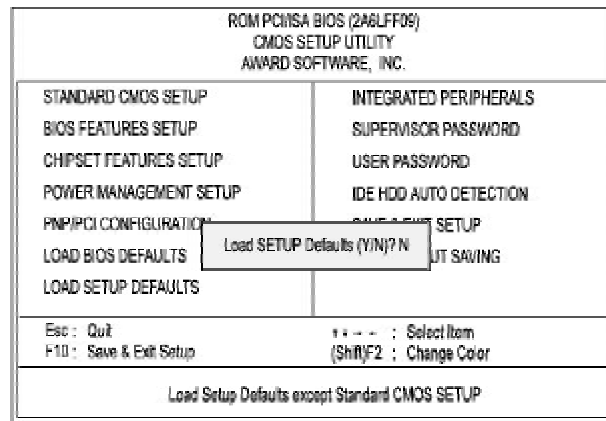 ROM PCI/ISA BIOS (2A6LFF09)
CMOS SETUP UTILITY
AWARD SOFTWARE, INC.
STANDARD CMOS SETUP
BIOS FEATURES SETUP
CHIPSET FEATURES SETUP
POWER MANAGEMENT SETUP
PNP/PCI CONFIGURATION
LOAD BIOS DEFAULTS
LOAD SETUP DEFAULTS
INTEGRATED PERIPHERALS
SUPERVISOR PASSWORD
USER PASSWORD
IDE HDD AUTO DETECTION
SETUP
SAVING
Load SETUP Defaults (Y/N)? N
Esc : Quit
F10 : Save & Exit Setup
: Select Item
(Shift)F2 : Change Color
Load Setup Defaults except Standard CMOS SETUP